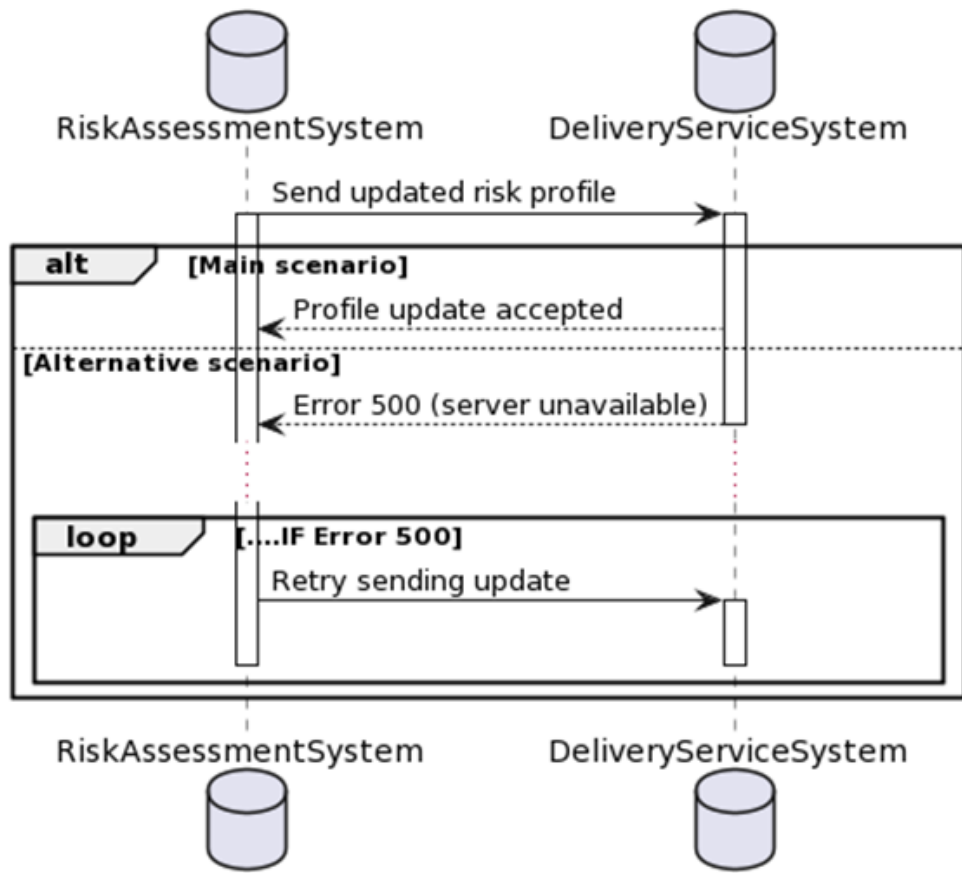 RiskAssessmentSystem
DeliveryServiceSystem
Send updated risk profile
alt
[Main scenario]
Profile update accepted
[Alternative scenario]
Error 500 (server unavailable)
loop
[....IF Error 500]
Retry sending update
RiskAssessmentSystem
DeliveryServiceSystem